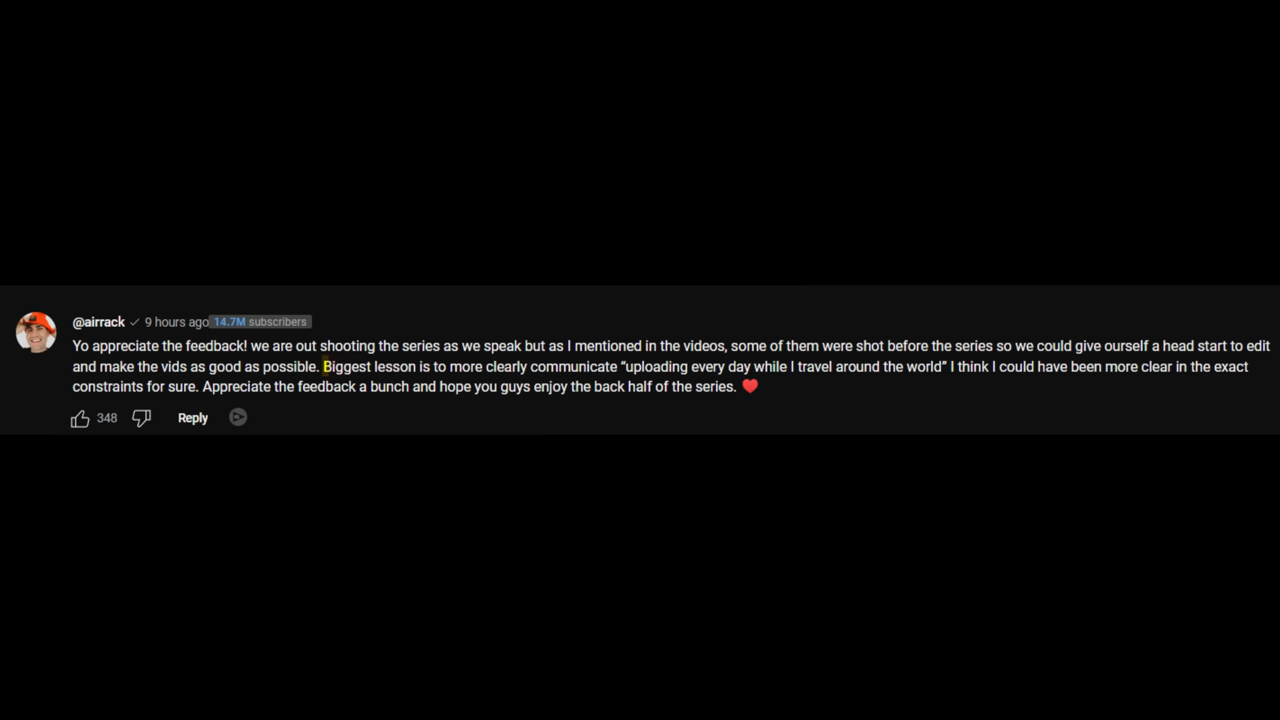 @airrack 9 hours ago 14.7M subscribers
Yo appreciate the feedback! we are out shooting the series as we speak but as I mentioned in the videos, some of them were shot before the series so we could give ourself a head start to edit
and make the vids as good as possible. Biggest lesson is to more clearly communicate “uploading every day while I travel around the world” I think I could have been more clear in the exact
constraints for sure. Appreciate the feedback a bunch and hope you guys enjoy the back half of the series. ❤️
348 Reply